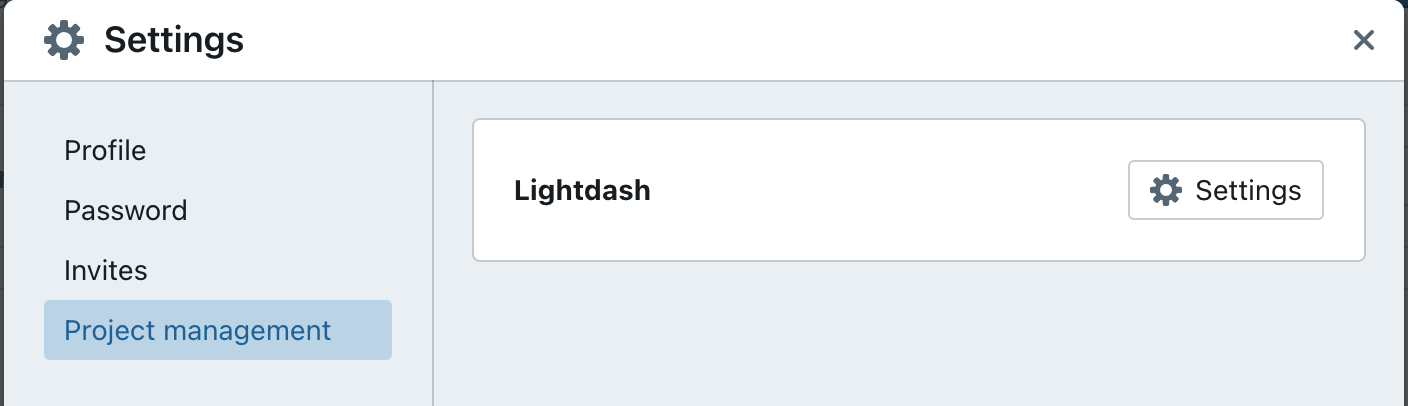 Settings
Profile
Password
Invites
Project management
Lightdash
Settings